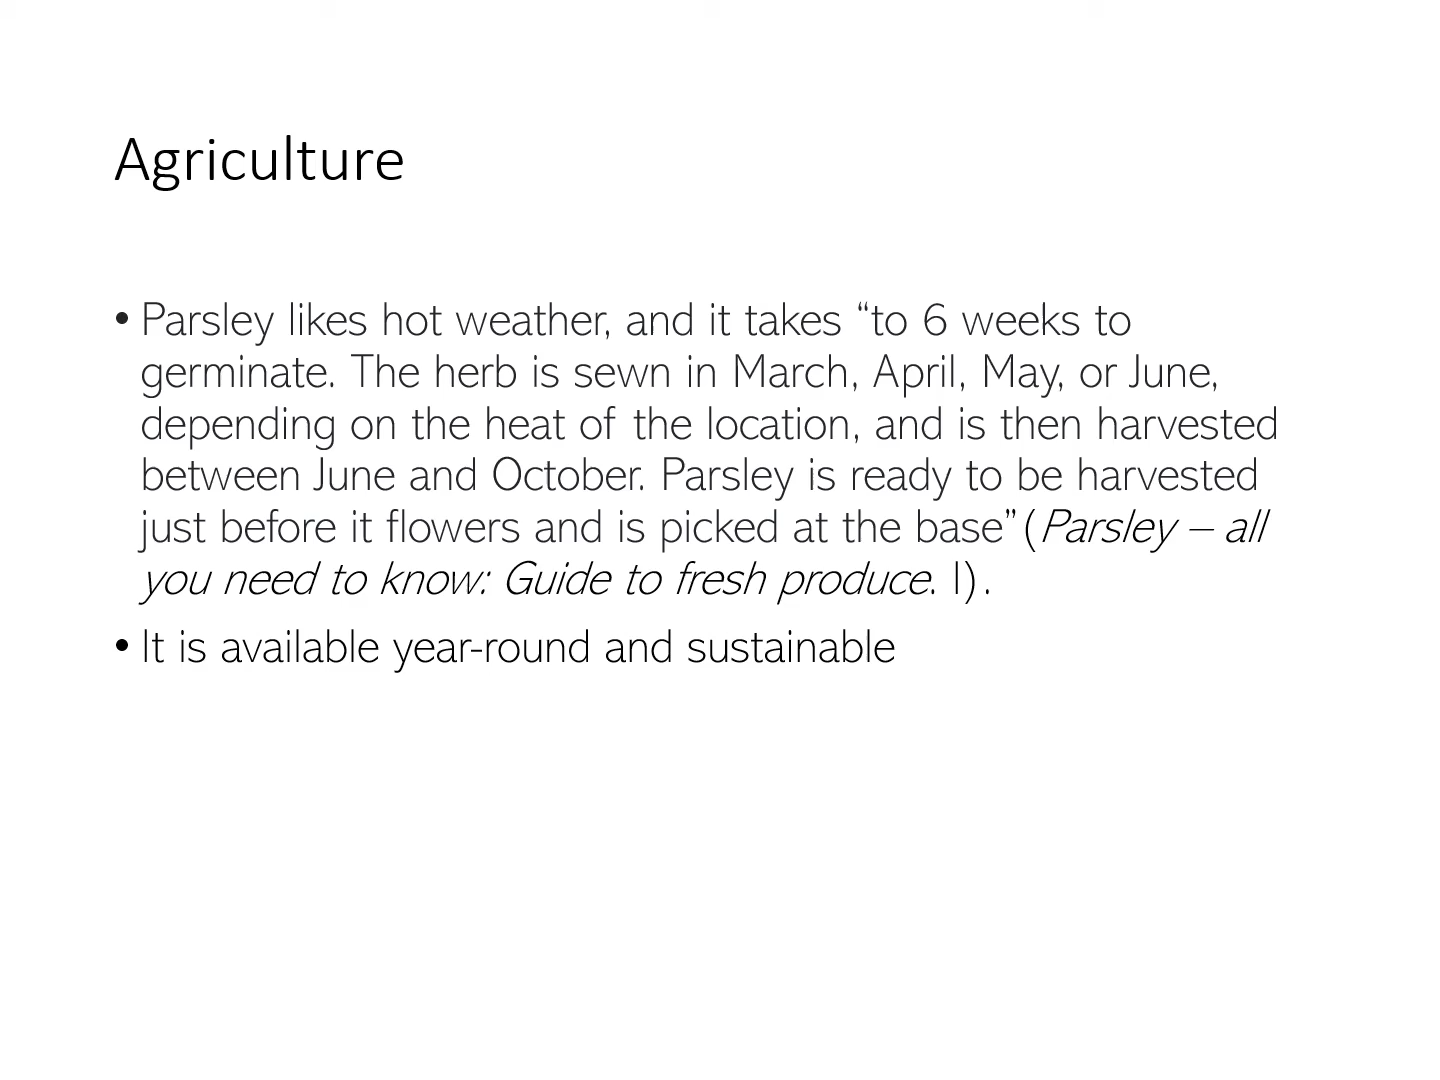 Agriculture
• Parsley likes hot weather, and it takes “to 6 weeks to
germinate. The herb is sewn in March, April, May, or June,
depending on the heat of the location, and is then harvested
between June and October. Parsley is ready to be harvested
just before it flowers and is picked at the base”(Parsley – all
you need to know: Guide to fresh produce. I).
• It is available year-round and sustainable